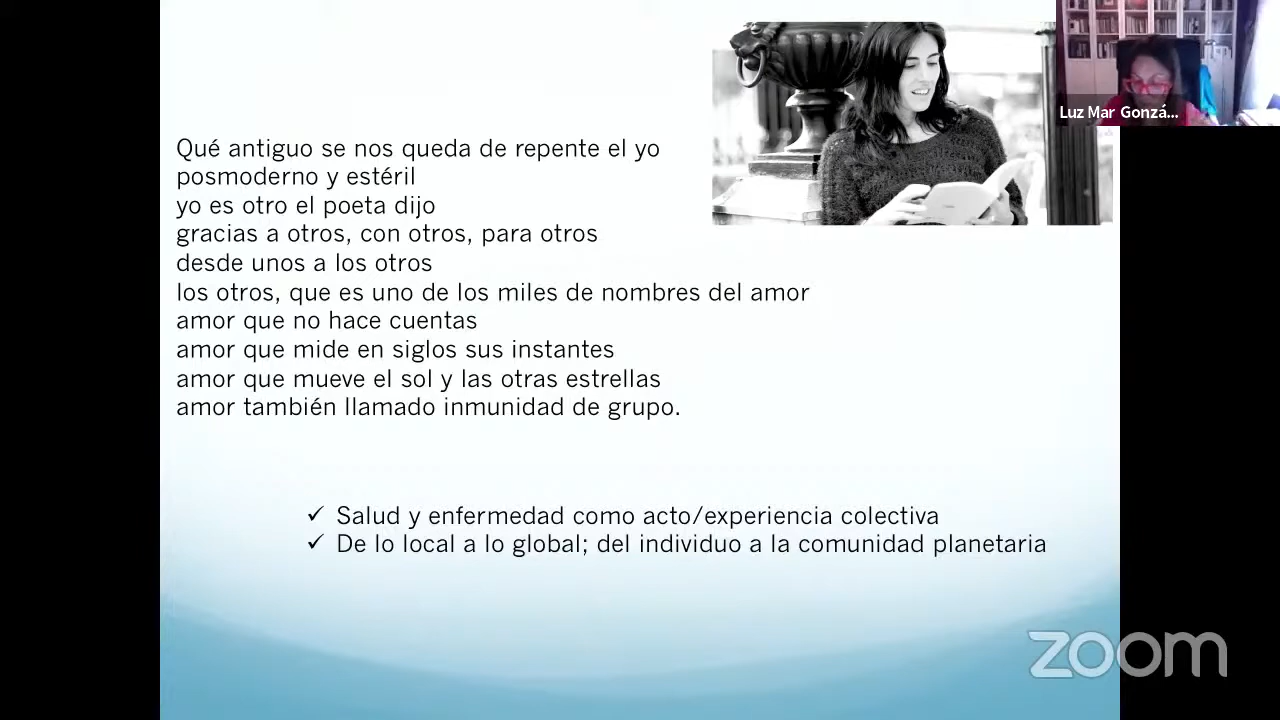 Luz Mar Gonzá...
Qué antiguo se nos queda de repente el yo
posmoderno y estéril
yo es otro el poeta dijo
gracias a otros, con otros, para otros
desde unos a los otros
los otros, que es uno de los miles de nombres del amor
amor que no hace cuentas
amor que mide en siglos sus instantes
amor que mueve el sol y las otras estrellas
amor también llamado inmunidad de grupo.
✓ Salud y enfermedad como acto/experiencia colectiva
✓ De lo local a lo global; del individuo a la comunidad planetaria
zoom